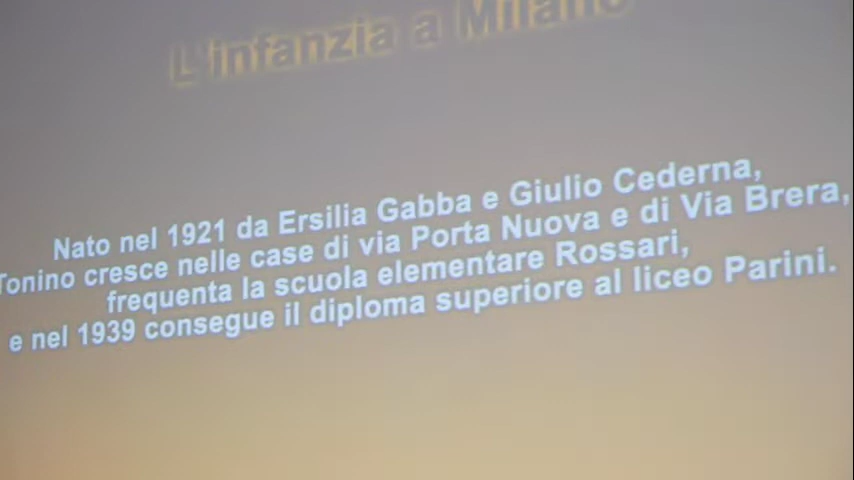 L'infanzia a Milano
Nato nel 1921 da Ersilia Gabba e Giulio Cederna,
Tonino cresce nelle case di via Porta Nuova e di Via Brera,
frequenta la scuola elementare Rossari,
e nel 1939 consegue il diploma superiore al liceo Parini.